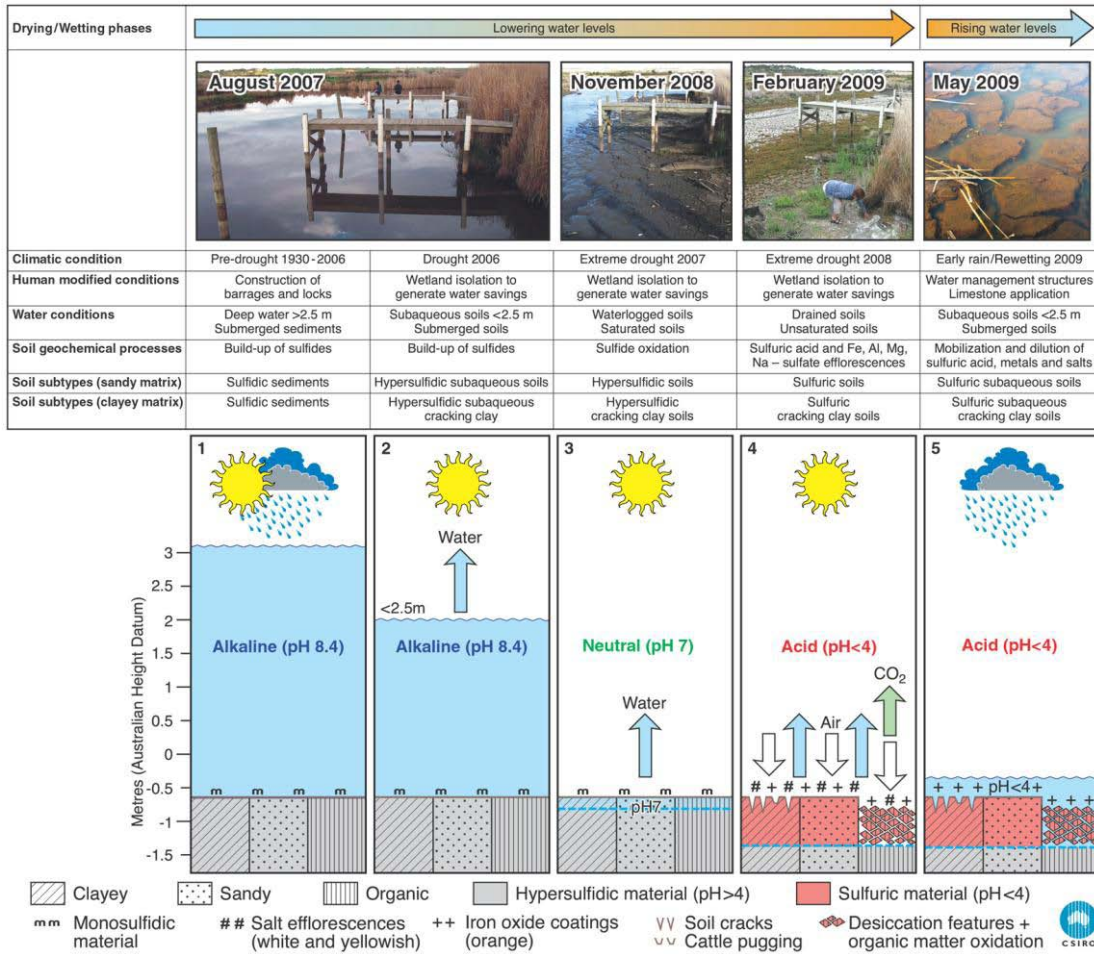 Drying/Wetting phases
Lowering water levels
Rising water levels
August 2007
November 2008
February 2009
May 2009
Climatic condition
Pre-drought 1930-2006
Drought 2006
Extreme drought 2007
Extreme drought 2008
Early rain/Rewetting 2009
Human modified conditions
Construction of
barrages and locks
Wetland isolation to
generate water savings
Wetland isolation to
generate water savings
Wetland isolation to
generate water savings
Water management structures
Limestone application
Water conditions
Deep water >2.5 m
Submerged sediments
Subaqueous soils <2.5 m
Submerged soils
Waterlogged soils
Saturated soils
Drained soils
Unsaturated soils
Subaqueous soils <2.5 m
Submerged soils
Soil geochemical processes
Build-up of sulfides
Build-up of sulfides
Sulfide oxidation
Sulfuric acid and Fe, Al, Mg,
Na – sulfate efflorescences
Mobilization and dilution of
sulfuric acid, metals and salts
Soil subtypes (sandy matrix)
Sulfidic sediments
Hypersulfidic subaqueous soils
Hypersulfidic soils
Sulfuric soils
Sulfuric subaqueous soils
Soil subtypes (clayey matrix)
Sulfidic sediments
Hypersulfidic subaqueous
cracking clay
Hypersulfidic
cracking clay soils
Sulfuric
cracking clay soils
Sulfuric subaqueous
cracking clay soils
Metres (Australian Height Datum)
3
2.5
2
1.5
1
0.5
0
-0.5
-1
-1.5
1
Alkaline (pH 8.4)
m m m m
2
Water
<2.5m
Alkaline (pH 8.4)
m m m m
3
Neutral (pH 7)
Water
m m m m
pH7
4
Acid (pH<4)
CO2
Air
# + # + # + #
+ # +
5
Acid (pH<4)
+ + + pH<4 +
+ + +
Clayey
Sandy
Organic
Hypersulfidic material (pH>4)
Sulfuric material (pH<4)
mm Monosulfidic
material
## Salt efflorescences
(white and yellowish)
++ Iron oxide coatings
(orange)
Soil cracks
Cattle pugging
Desiccation features +
organic matter oxidation
CSIRO